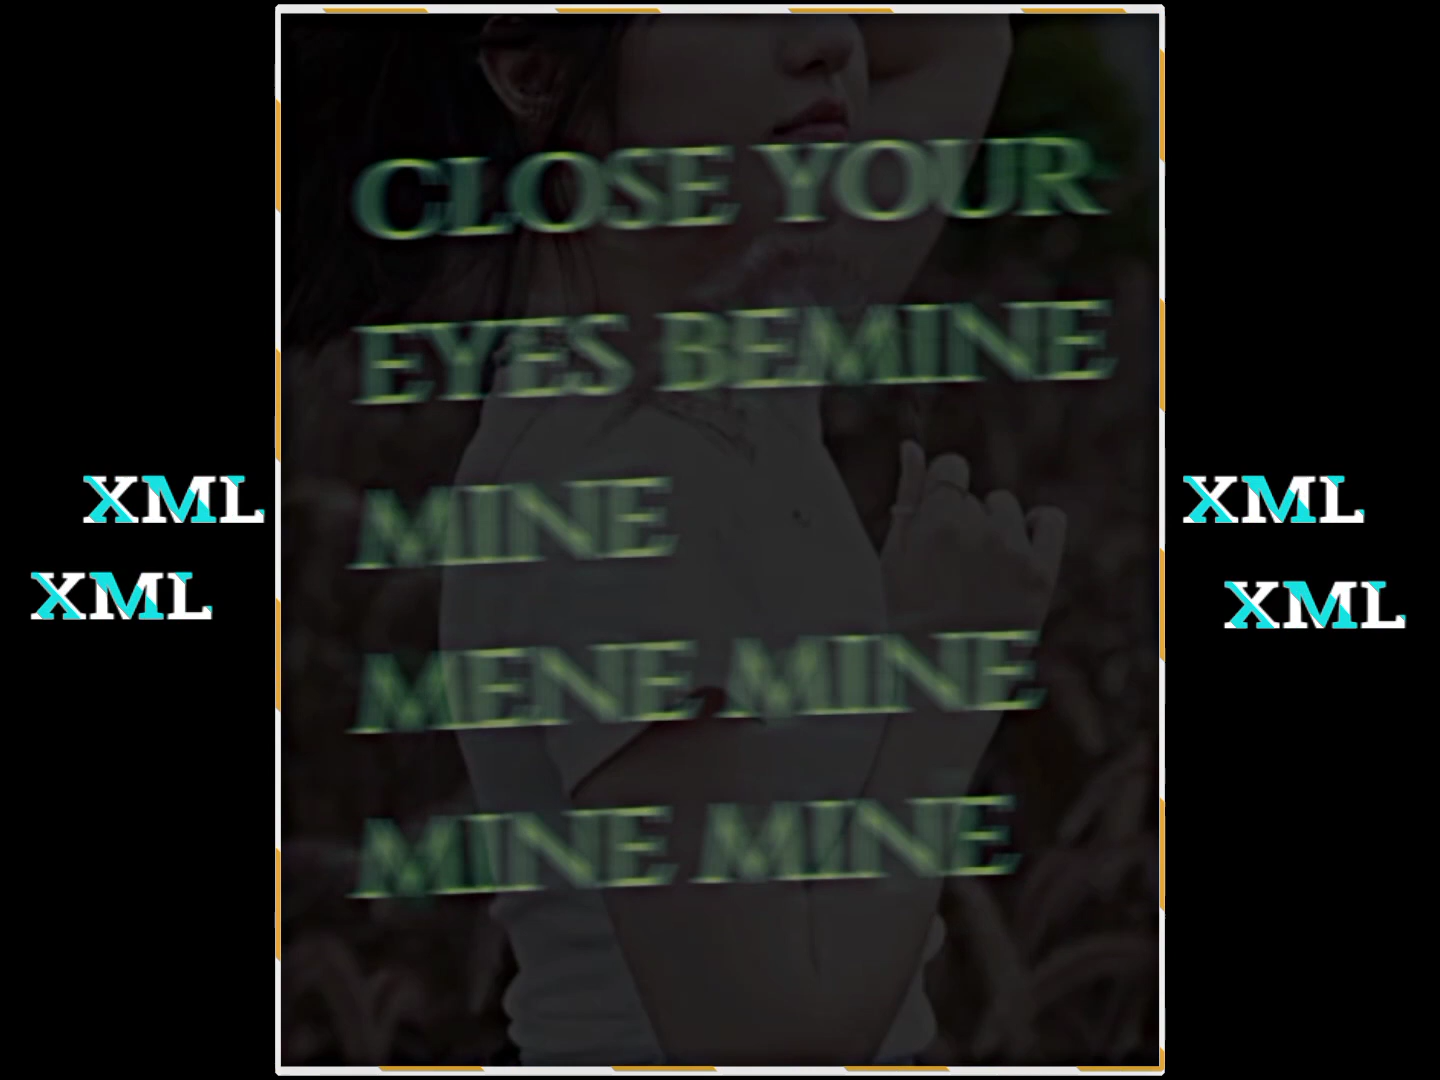 CLOSE YOUR
EYES BEMINE
MINE
MENE MINE
MINE MINE
XML
XML
XML
XML